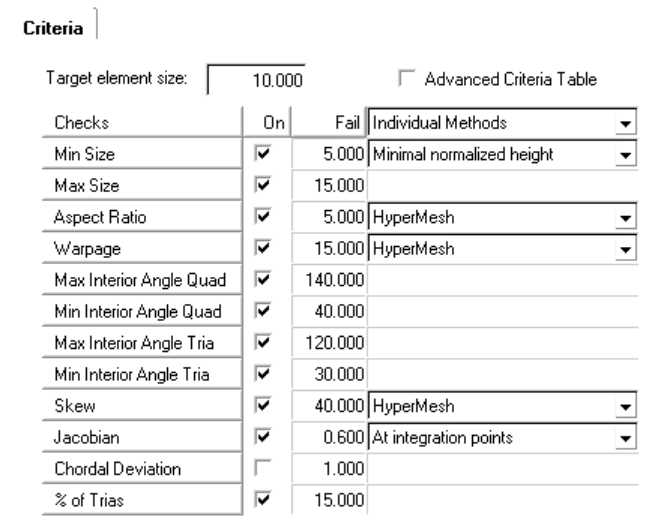 Criteria
Target element size: 10.000 Advanced Criteria Table
Checks On Fail Individual Methods
Min Size 5.000 Minimal normalized height
Max Size 15.000
Aspect Ratio 5.000 HyperMesh
Warpage 15.000 HyperMesh
Max Interior Angle Quad 140.000
Min Interior Angle Quad 40.000
Max Interior Angle Tria 120.000
Min Interior Angle Tria 30.000
Skew 40.000 HyperMesh
Jacobian 0.600 At integration points
Chordal Deviation 1.000
% of Trias 15.000